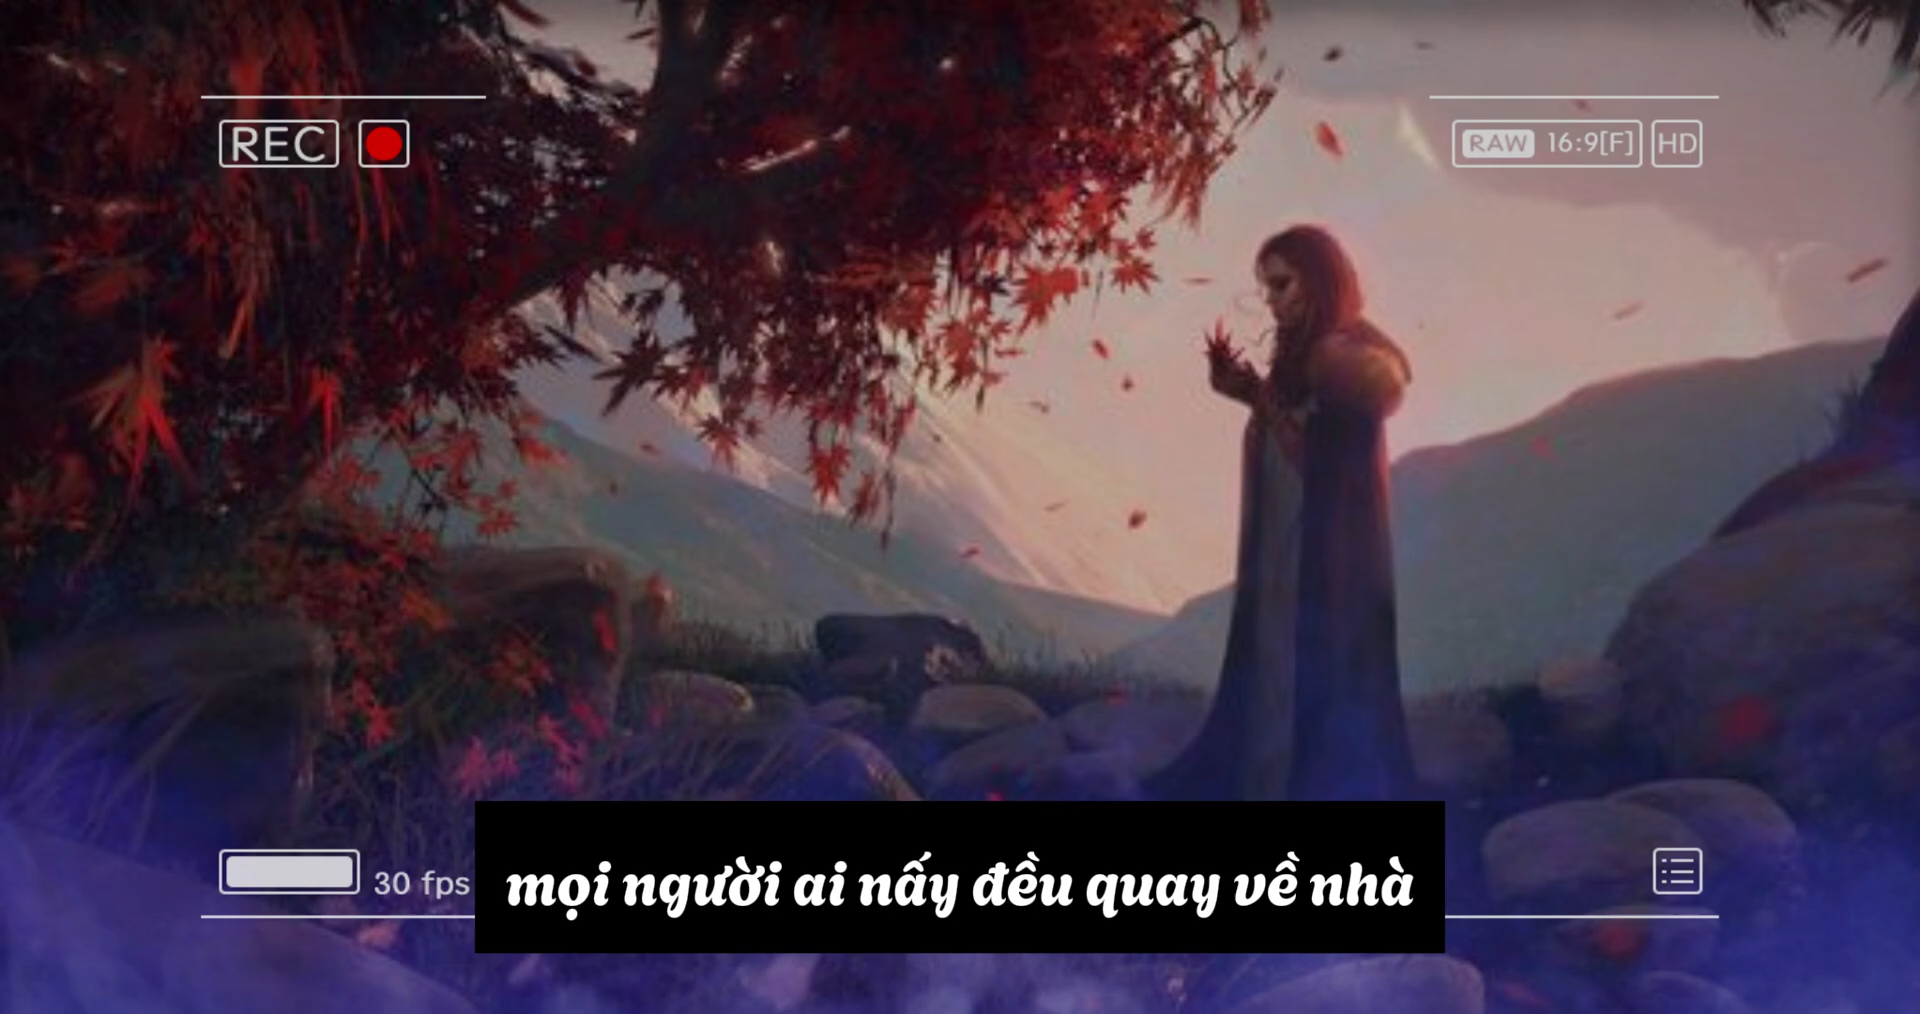 REC
RAW 16:9[F] HD
30 fps
mọi người ai nấy đều quay về nhà